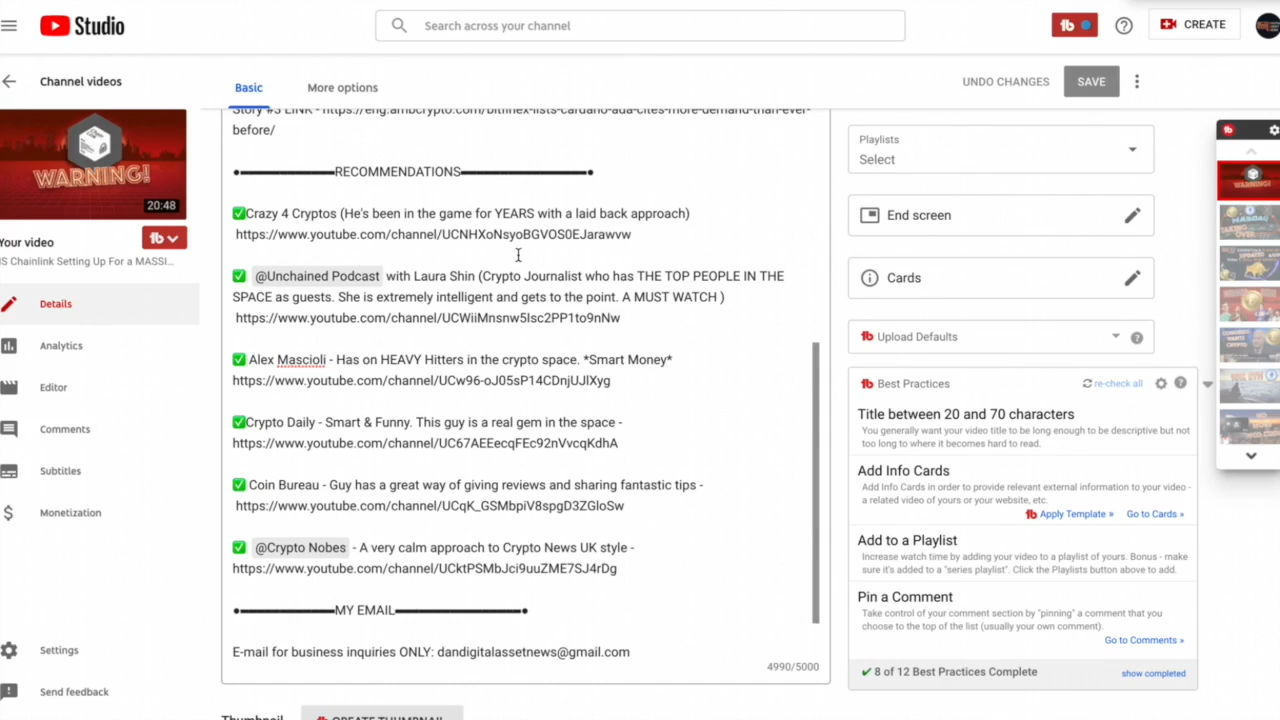 Studio
Search across your channel
CREATE
Channel videos
Basic
More options
UNDO CHANGES
SAVE
WARNING!
20:48
Your video
IS Chainlink Setting Up For a MASSI...
Details
Analytics
Editor
Comments
Subtitles
Monetization
Settings
Send feedback
Story #3 LINK - https://eng.ambcrypto.com/bitfinex-lists-cardano-ada-cites-more-demand-than-ever-
before/
●▬▬▬▬▬▬▬RECOMMENDATIONS▬▬▬▬▬▬▬●
✅Crazy 4 Cryptos (He's been in the game for YEARS with a laid back approach)
https://www.youtube.com/channel/UCNHXoNsyoBGVOS0EJarawvw
✅ @Unchained Podcast with Laura Shin (Crypto Journalist who has THE TOP PEOPLE IN THE
SPACE as guests. She is extremely intelligent and gets to the point. A MUST WATCH )
https://www.youtube.com/channel/UCWiiMnsnw5Isc2PP1to9nNw
✅ Alex Mascioli - Has on HEAVY Hitters in the crypto space. *Smart Money*
https://www.youtube.com/channel/UCw96-oJ05sP14CDnjUJlXyg
✅Crypto Daily - Smart & Funny. This guy is a real gem in the space -
https://www.youtube.com/channel/UC67AEEecqFEc92nVvcqKdhA
✅ Coin Bureau - Guy has a great way of giving reviews and sharing fantastic tips -
https://www.youtube.com/channel/UCqK_GSMbpiV8spgD3ZGloSw
✅ @Crypto Nobes - A very calm approach to Crypto News UK style -
https://www.youtube.com/channel/UCktPSMbJci9uuZME7SJ4rDg
●▬▬▬▬▬▬▬MY EMAIL▬▬▬▬▬▬▬●
E-mail for business inquiries ONLY: dandigitalassetnews@gmail.com
4990/5000
Thumbnail
CREATE THUMBNAIL
Playlists
Select
End screen
Cards
Upload Defaults
Best Practices
re-check all
Title between 20 and 70 characters
You generally want your video title to be long enough to be descriptive but not
too long to where it becomes hard to read.
Add Info Cards
Add Info Cards in order to provide relevant external information to your video -
a related video of yours or your website, etc.
Apply Template »
Go to Cards »
Add to a Playlist
Increase watch time by adding your video to a playlist of yours. Bonus - make
sure it's added to a "series playlist". Click the Playlists button above to add.
Pin a Comment
Take control of your comment section by "pinning" a comment that you
choose to the top of the list (usually your own comment).
Go to Comments »
8 of 12 Best Practices Complete
show completed
WARNING!